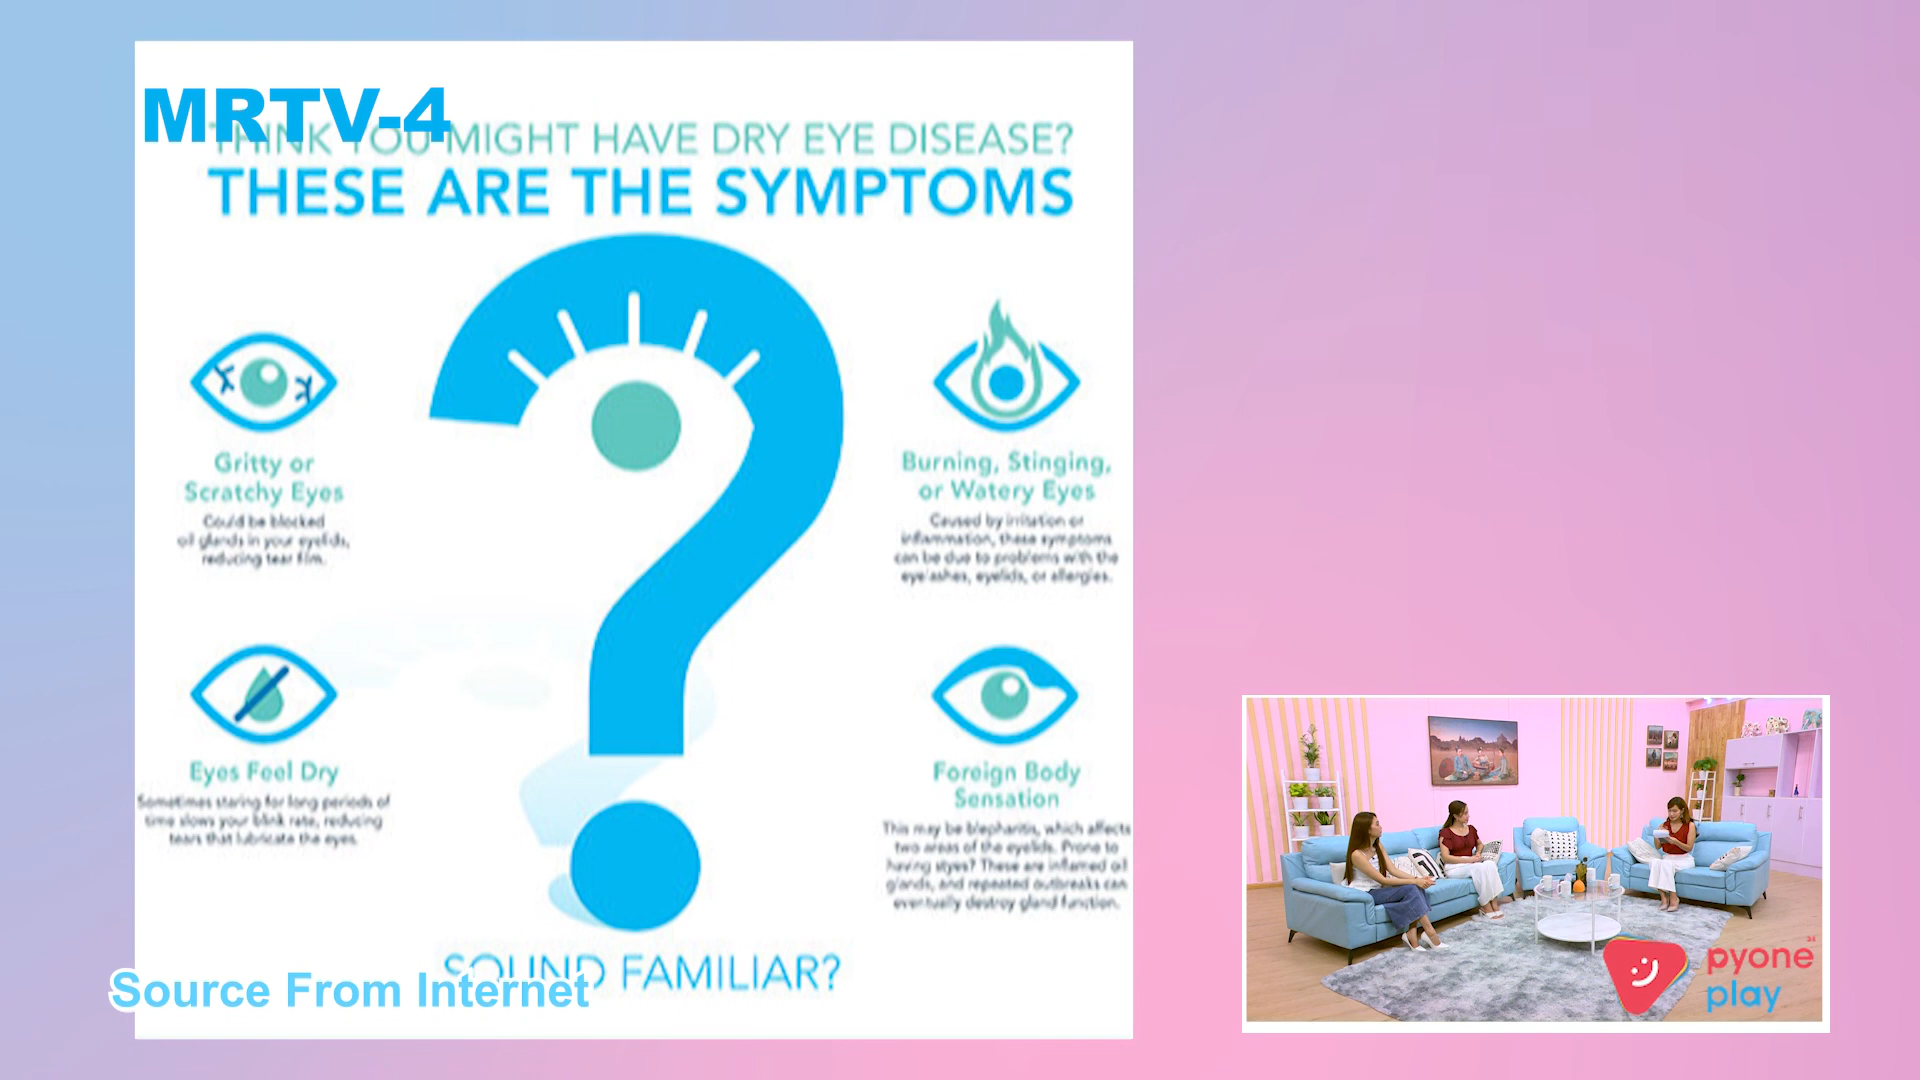 MRTV-4
THINK YOU MIGHT HAVE DRY EYE DISEASE?
THESE ARE THE SYMPTOMS
Gritty or
Scratchy Eyes
Could be blocked
oil glands in your eyelids,
reducing tear film.
Burning, Stinging,
or Watery Eyes
Caused by irritation or
inflammation, these symptoms
can be due to problems with the
eyelashes, eyelids, or allergies.
Eyes Feel Dry
Sometimes staring for long periods of
time slows your blink rate, reducing
tears that lubricate the eyes.
Foreign Body
Sensation
This may be blepharitis, which affects
two areas of the eyelids. Prone to
having styes? These are inflamed oil
glands, and repeated outbreaks can
eventually destroy gland function.
SOUND FAMILIAR?
Source From Internet
pyone
play